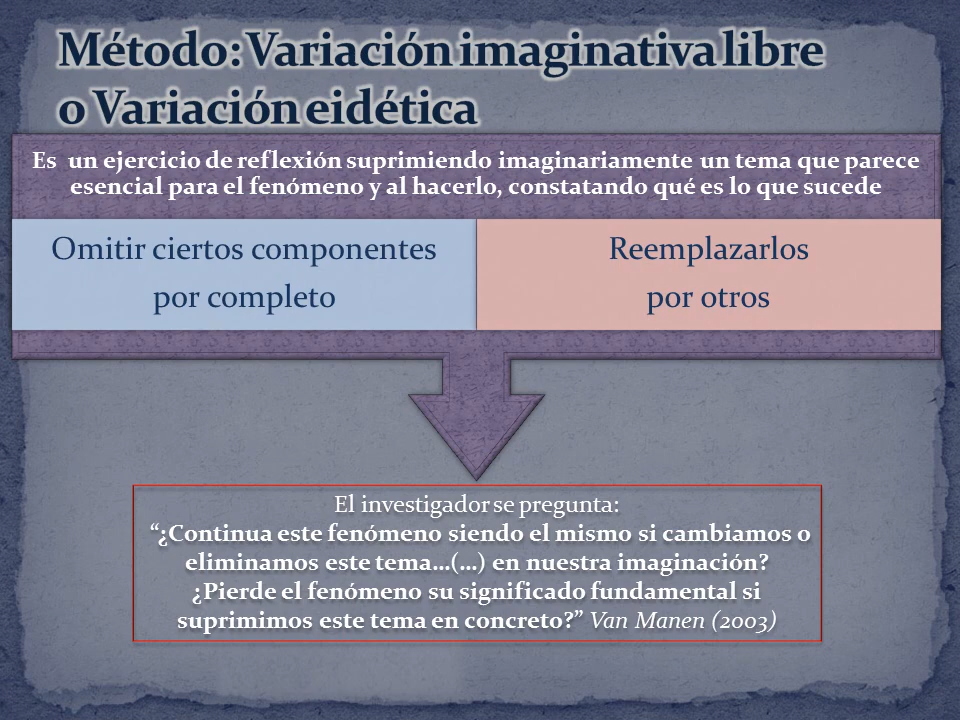 Método: Variación imaginativa libre
o Variación eidética
Es un ejercicio de reflexión suprimiendo imaginariamente un tema que parece
esencial para el fenómeno y al hacerlo, constatando qué es lo que sucede
Omitir ciertos componentes
por completo
Reemplazarlos
por otros
El investigador se pregunta:
“¿Continua este fenómeno siendo el mismo si cambiamos o
eliminamos este tema…(…) en nuestra imaginación?
¿Pierde el fenómeno su significado fundamental si
suprimimos este tema en concreto?” Van Manen (2003)